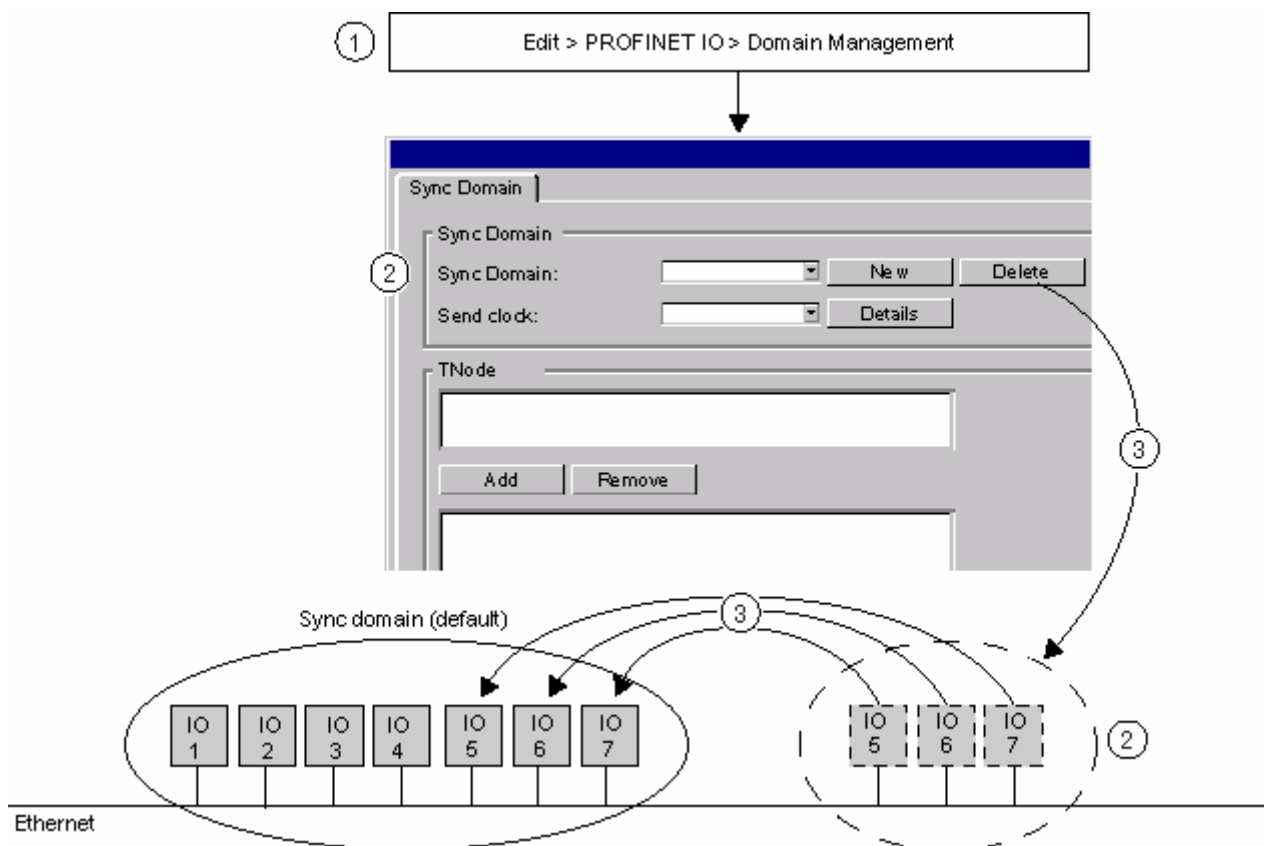 1
Edit > PROFINET IO > Domain Management
Sync Domain
Sync Domain
2
Sync Domain:
New
Delete
Send clock:
Details
TNode
3
Add
Remove
Sync domain (default)
3
IO 1
IO 2
IO 3
IO 4
IO 5
IO 6
IO 7
IO 5
IO 6
IO 7
2
Ethernet